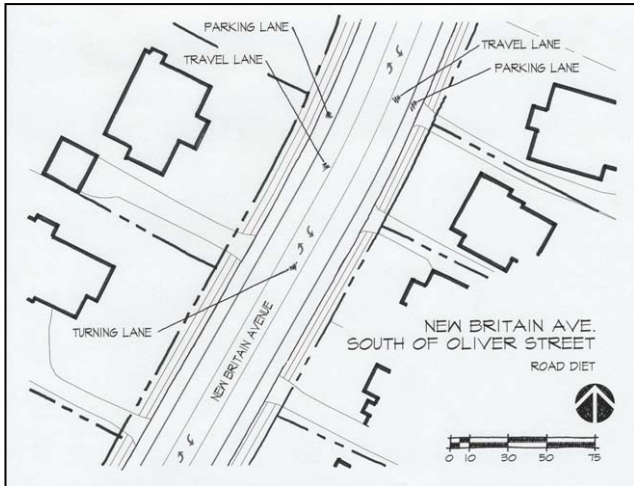 PARKING LANE
TRAVEL LANE
TRAVEL LANE
PARKING LANE
TURNING LANE
NEW BRITAIN AVENUE
NEW BRITAIN AVE.
SOUTH OF OLIVER STREET
ROAD DIET
0 10 30 50 75